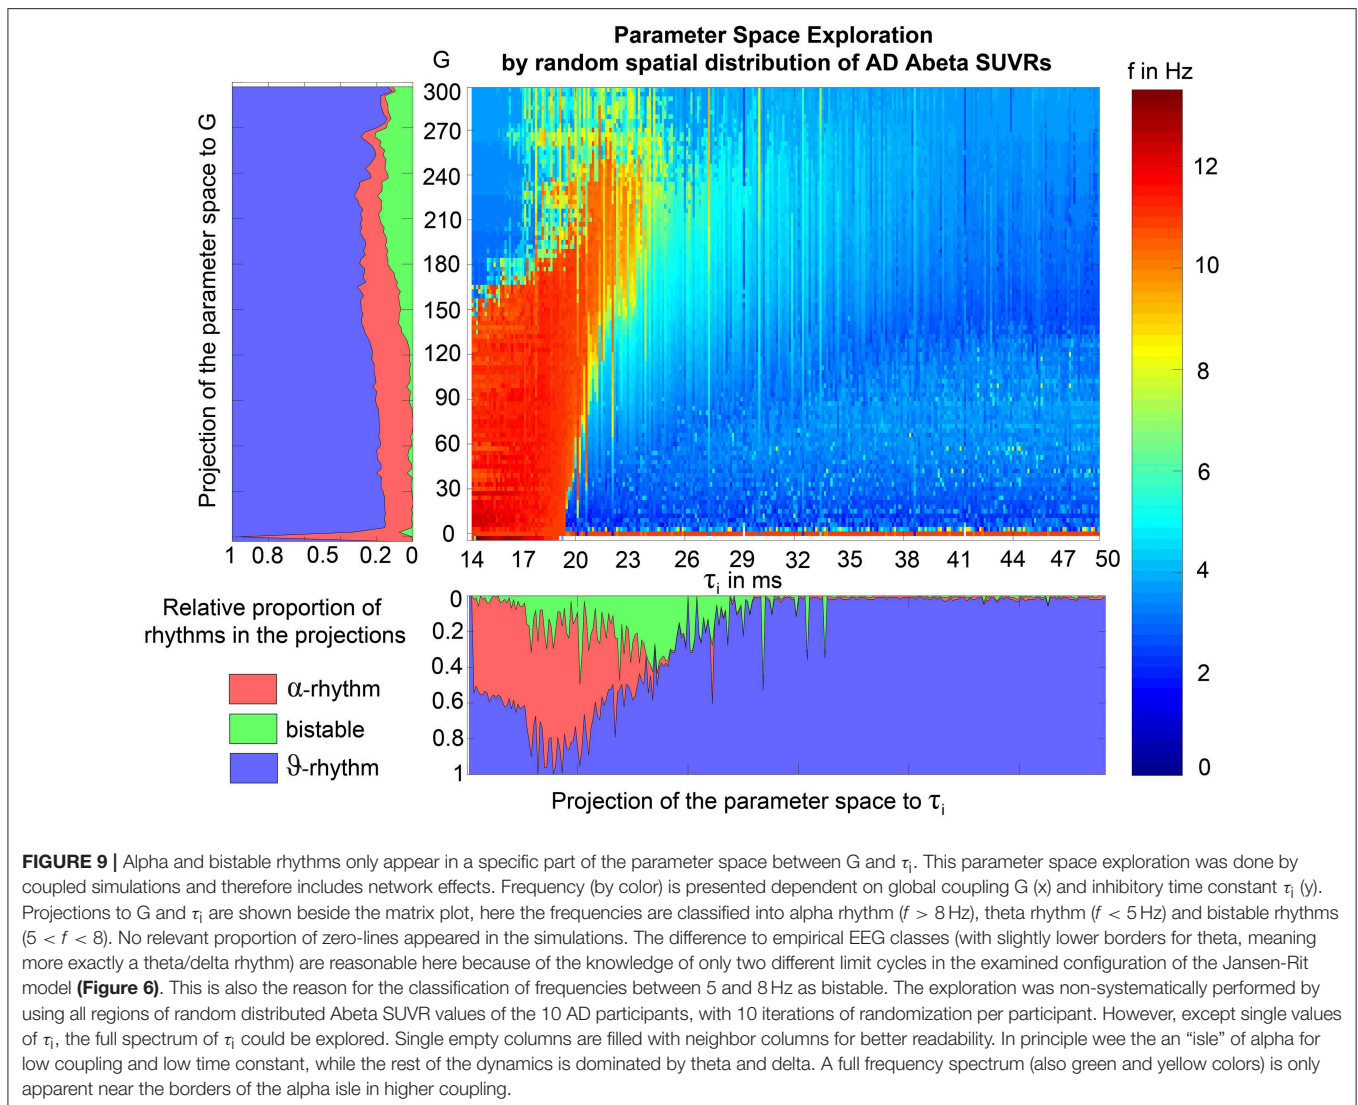 Parameter Space Exploration
by random spatial distribution of AD Abeta SUVRs
G
f in Hz
Projection of the parameter space to G
300
270
240
210
180
150
120
90
60
30
0
12
10
8
6
4
2
0
1 0.8 0.5 0.2 0
14 17 20 23 26 29 32 35 38 41 44 47 50
τi in ms
Relative proportion of
rhythms in the projections
α-rhythm
bistable
ϑ-rhythm
0
0.2
0.4
0.6
0.8
1
Projection of the parameter space to τi
FIGURE 9 | Alpha and bistable rhythms only appear in a specific part of the parameter space between G and τi. This parameter space exploration was done by
coupled simulations and therefore includes network effects. Frequency (by color) is presented dependent on global coupling G (x) and inhibitory time constant τi (y).
Projections to G and τi are shown beside the matrix plot, here the frequencies are classified into alpha rhythm (f > 8 Hz), theta rhythm (f < 5 Hz) and bistable rhythms
(5 < f < 8). No relevant proportion of zero-lines appeared in the simulations. The difference to empirical EEG classes (with slightly lower borders for theta, meaning
more exactly a theta/delta rhythm) are reasonable here because of the knowledge of only two different limit cycles in the examined configuration of the Jansen-Rit
model (Figure 6). This is also the reason for the classification of frequencies between 5 and 8 Hz as bistable. The exploration was non-systematically performed by
using all regions of random distributed Abeta SUVR values of the 10 AD participants, with 10 iterations of randomization per participant. However, except single values
of τi, the full spectrum of τi could be explored. Single empty columns are filled with neighbor columns for better readability. In principle wee the an “isle” of alpha for
low coupling and low time constant, while the rest of the dynamics is dominated by theta and delta. A full frequency spectrum (also green and yellow colors) is only
apparent near the borders of the alpha isle in higher coupling.